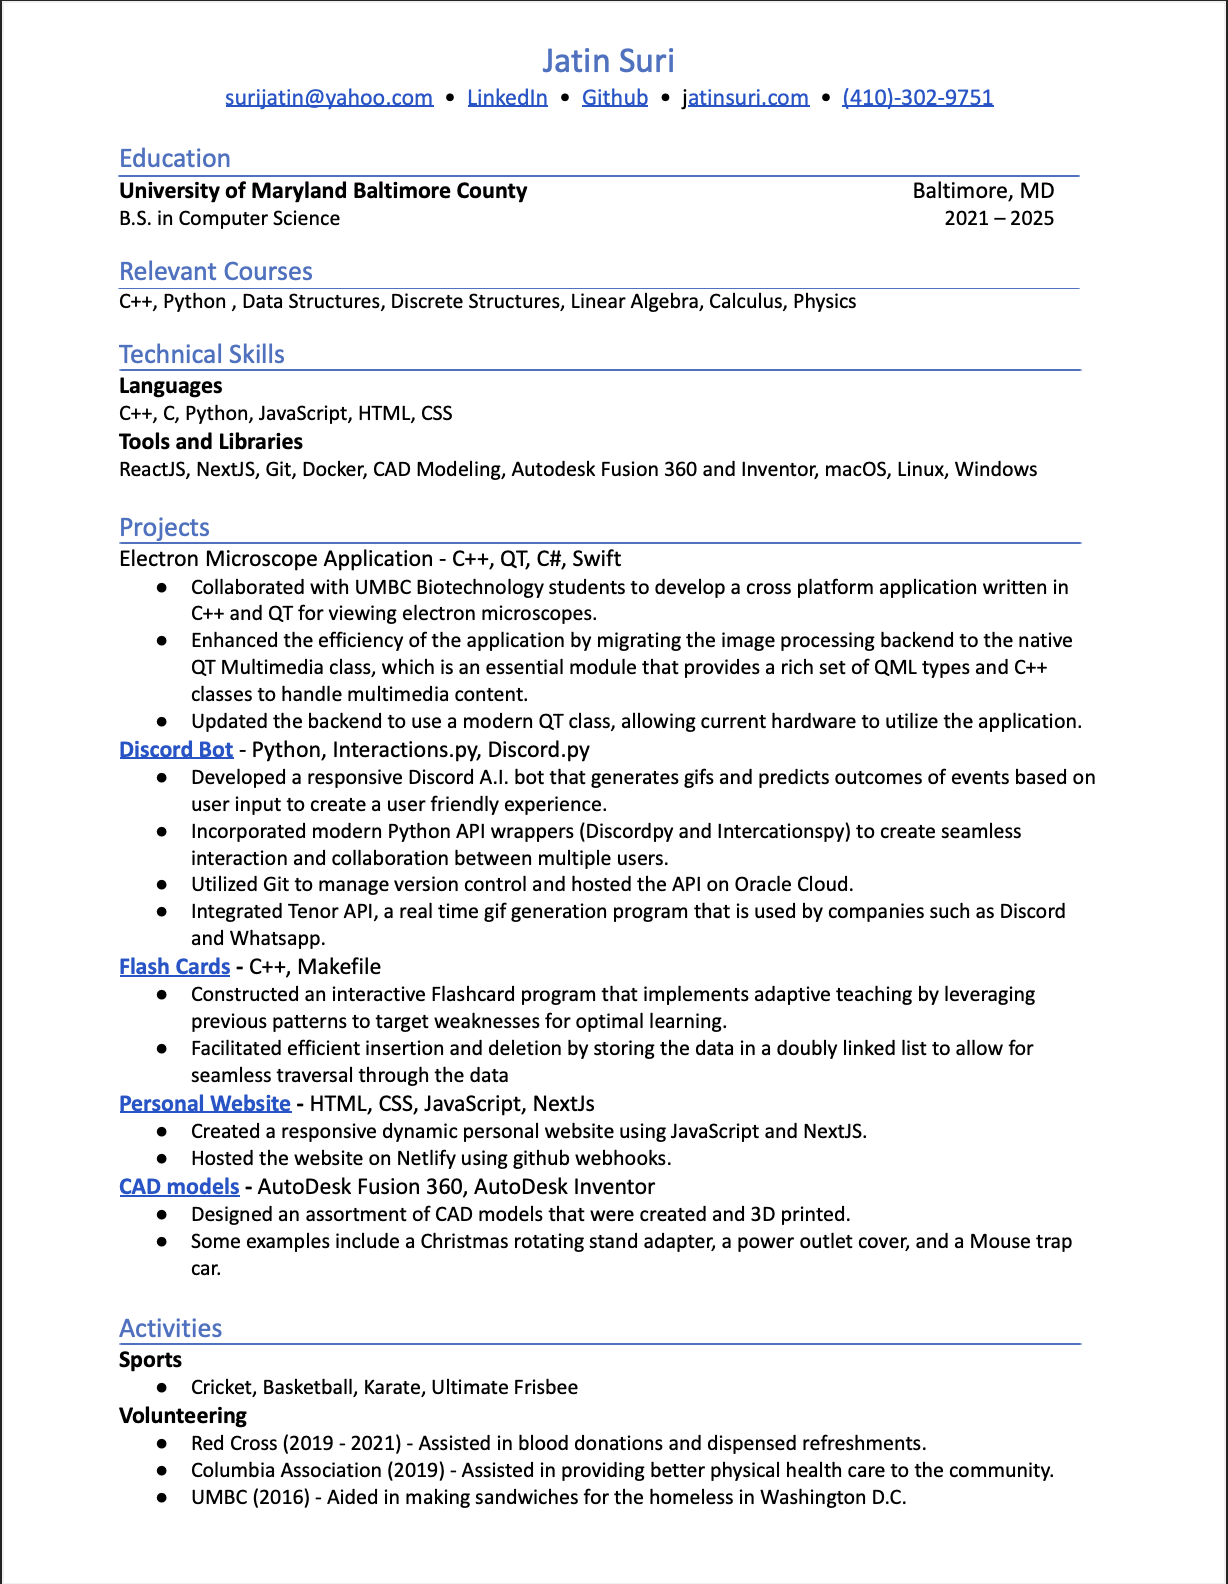 Jatin Suri
surijatin@yahoo.com • LinkedIn • Github • jatinsuri.com • (410)-302-9751
Education
University of Maryland Baltimore County Baltimore, MD
B.S. in Computer Science 2021 – 2025
Relevant Courses
C++, Python , Data Structures, Discrete Structures, Linear Algebra, Calculus, Physics
Technical Skills
Languages
C++, C, Python, JavaScript, HTML, CSS
Tools and Libraries
ReactJS, NextJS, Git, Docker, CAD Modeling, Autodesk Fusion 360 and Inventor, macOS, Linux, Windows
Projects
Electron Microscope Application - C++, QT, C#, Swift
● Collaborated with UMBC Biotechnology students to develop a cross platform application written in
C++ and QT for viewing electron microscopes.
● Enhanced the efficiency of the application by migrating the image processing backend to the native
QT Multimedia class, which is an essential module that provides a rich set of QML types and C++
classes to handle multimedia content.
● Updated the backend to use a modern QT class, allowing current hardware to utilize the application.
Discord Bot - Python, Interactions.py, Discord.py
● Developed a responsive Discord A.I. bot that generates gifs and predicts outcomes of events based on
user input to create a user friendly experience.
● Incorporated modern Python API wrappers (Discordpy and Intercationspy) to create seamless
interaction and collaboration between multiple users.
● Utilized Git to manage version control and hosted the API on Oracle Cloud.
● Integrated Tenor API, a real time gif generation program that is used by companies such as Discord
and Whatsapp.
Flash Cards - C++, Makefile
● Constructed an interactive Flashcard program that implements adaptive teaching by leveraging
previous patterns to target weaknesses for optimal learning.
● Facilitated efficient insertion and deletion by storing the data in a doubly linked list to allow for
seamless traversal through the data
Personal Website - HTML, CSS, JavaScript, NextJs
● Created a responsive dynamic personal website using JavaScript and NextJS.
● Hosted the website on Netlify using github webhooks.
CAD models - AutoDesk Fusion 360, AutoDesk Inventor
● Designed an assortment of CAD models that were created and 3D printed.
● Some examples include a Christmas rotating stand adapter, a power outlet cover, and a Mouse trap
car.
Activities
Sports
● Cricket, Basketball, Karate, Ultimate Frisbee
Volunteering
● Red Cross (2019 - 2021) - Assisted in blood donations and dispensed refreshments.
● Columbia Association (2019) - Assisted in providing better physical health care to the community.
● UMBC (2016) - Aided in making sandwiches for the homeless in Washington D.C.